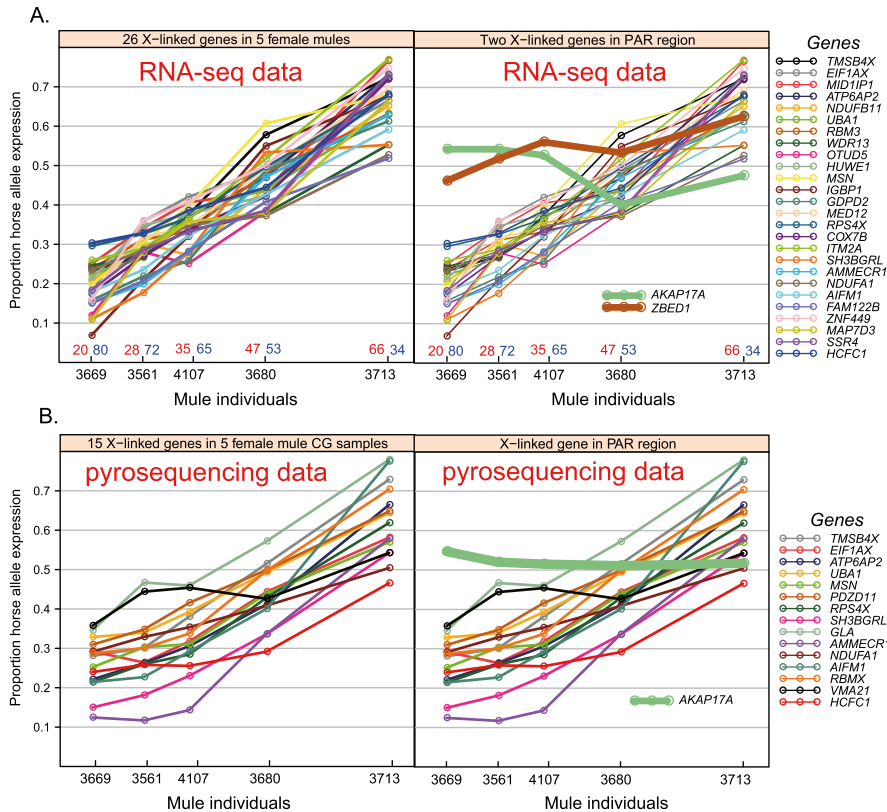 A.
26 X−linked genes in 5 female mules
Two X−linked genes in PAR region
RNA-seq data
RNA-seq data
Proportion horse allele expression
0.7
0.6
0.5
0.4
0.3
0.2
0.1
20 80 28 72 35 65 47 53 66 34
20 80 28 72 35 65 47 53 66 34
3669 3561 4107 3680 3713
3669 3561 4107 3680 3713
Mule individuals
Mule individuals
AKAP17A
ZBED1
Genes
TMSB4X
EIF1AX
MID1IP1
ATP6AP2
NDUFB11
UBA1
RBM3
WDR13
OTUD5
HUWE1
MSN
IGBP1
GDPD2
MED12
RPS4X
COX7B
ITM2A
SH3BGRL
AMMECR1
NDUFA1
AIFM1
FAM122B
ZNF449
MAP7D3
SSR4
HCFC1
B.
15 X−linked genes in 5 female mule CG samples
X−linked gene in PAR region
pyrosequencing data
pyrosequencing data
Proportion horse allele expression
0.7
0.6
0.5
0.4
0.3
0.2
0.1
3669 3561 4107 3680 3713
3669 3561 4107 3680 3713
Mule individuals
Mule individuals
AKAP17A
Genes
TMSB4X
EIF1AX
ATP6AP2
UBA1
MSN
PDZD11
RPS4X
SH3BGRL
GLA
AMMECR1
NDUFA1
AIFM1
RBMX
VMA21
HCFC1